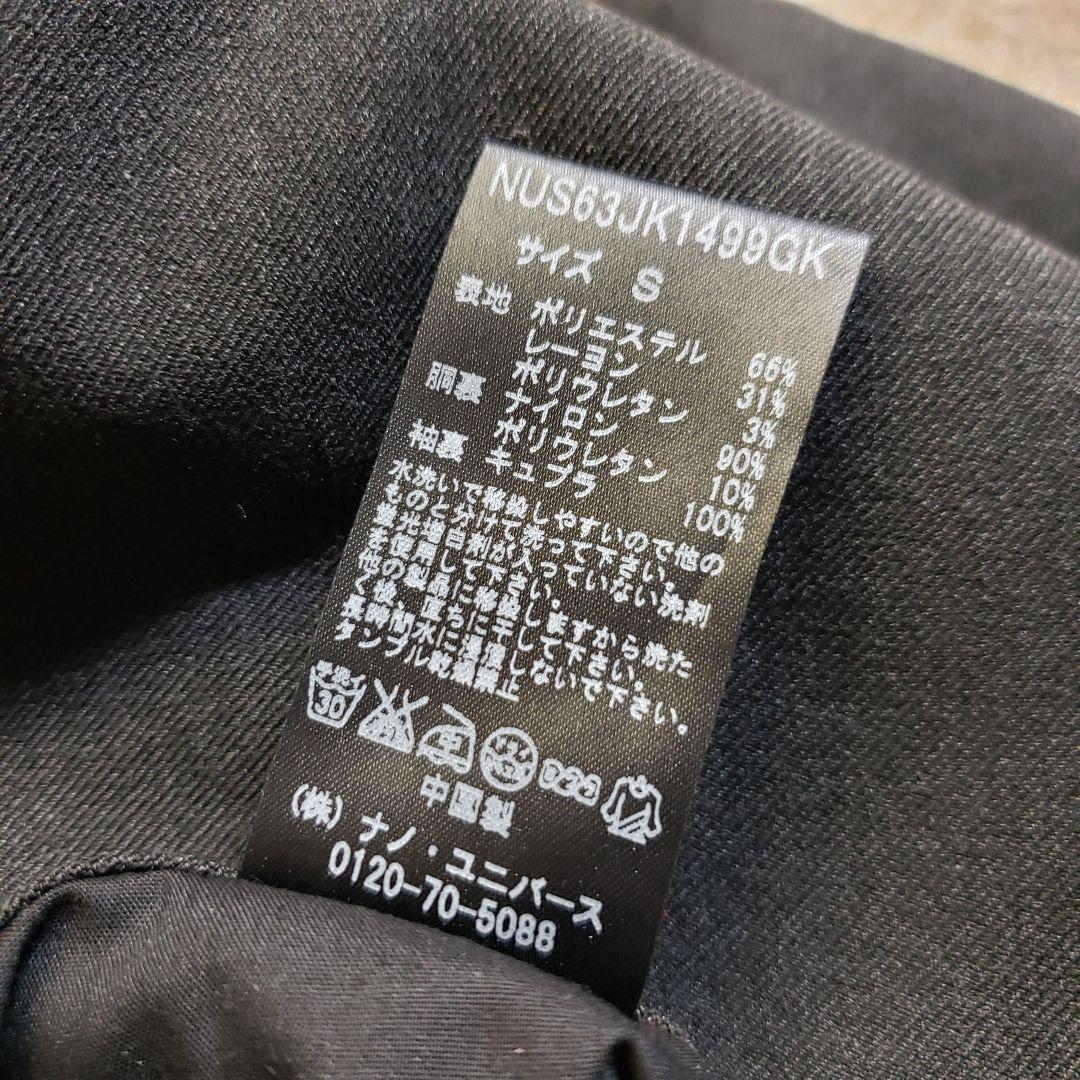 NUS63JK1499GK
サイズ S
表地 ポリエステル 66%
レーヨン 31%
ポリウレタン 3%
胴裏 ナイロン 90%
ポリウレタン 10%
袖裏 キュプラ 100%
水洗いで移染しやすいので他の
ものと分けて洗って下さい。
蛍光増白剤が入っていない洗剤
を使用して下さい。
他の製品に移染しますから洗た
く後、直ちに干して下さい。
長時間水に浸漬しないで下さい。
タンブル乾燥禁止
手洗イ 30
中
中国製
(株)ナノ・ユニバース
0120-70-5088